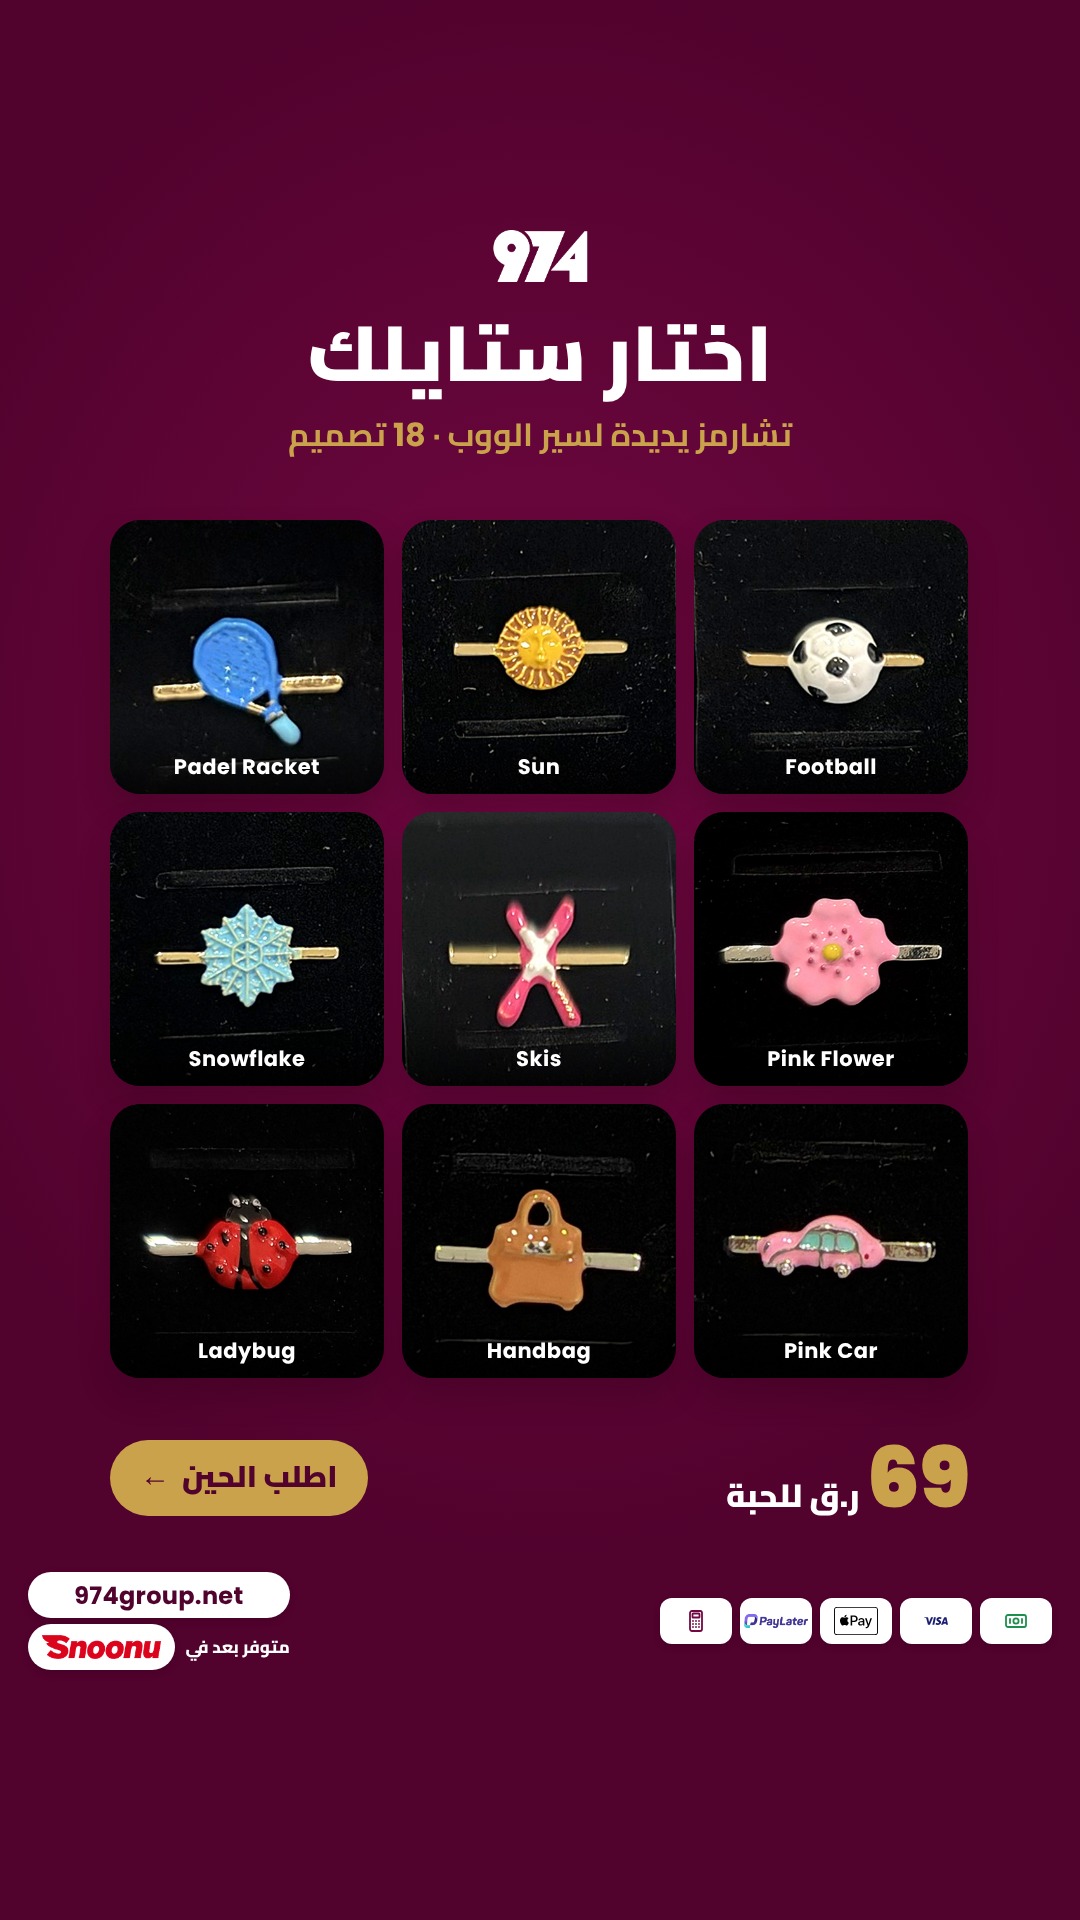 974
اختار ستايلك
تشارمز يديدة لسير الووب · 18 تصميم
Padel Racket
Sun
Football
Snowflake
Skis
Pink Flower
Ladybug
Handbag
Pink Car
69 ر.ق للحبة
اطلب الحين ←
974group.net
متوفر بعد في Snoonu
PayLater
Pay
VISA